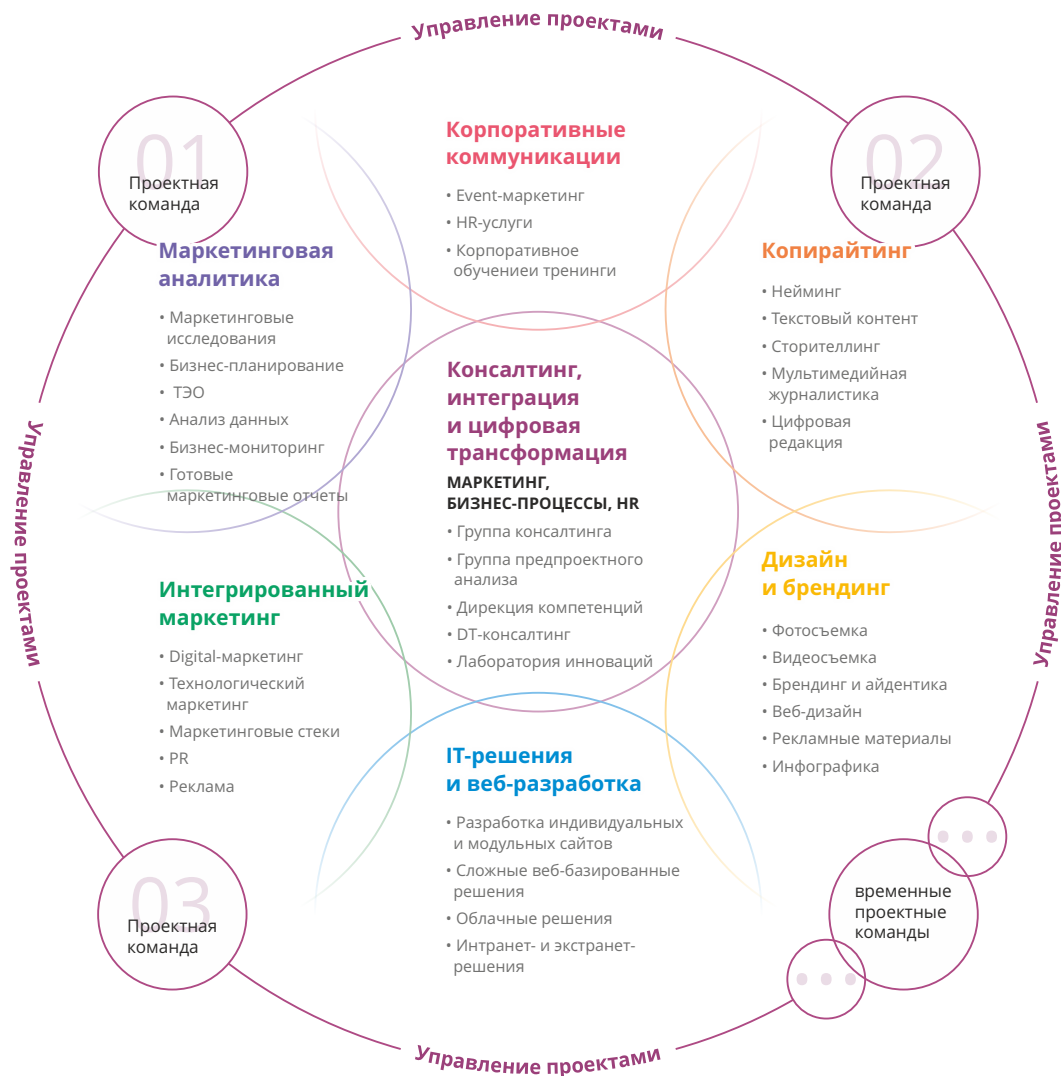 Управление проектами
01
Проектная
команда
02
Проектная
команда
Корпоративные
коммуникации
• Event-маркетинг
• HR-услуги
• Корпоративное
обучениеи тренинги
Маркетинговая
аналитика
• Маркетинговые
исследования
• Бизнес-планирование
• ТЭО
• Анализ данных
• Бизнес-мониторинг
• Готовые
маркетинговые отчеты
Копирайтинг
• Нейминг
• Текстовый контент
• Сторителлинг
• Мультимедийная
журналистика
• Цифровая
редакция
Консалтинг,
интеграция
и цифровая
трансформация
МАРКЕТИНГ,
БИЗНЕС-ПРОЦЕССЫ, HR
• Группа консалтинга
• Группа предпроектного
анализа
• Дирекция компетенций
• DT-консалтинг
• Лаборатория инноваций
Управление проектами
Управление проектами
Интегрированный
маркетинг
• Digital-маркетинг
• Технологический
маркетинг
• Маркетинговые стеки
• PR
• Реклама
Дизайн
и брендинг
• Фотосъемка
• Видеосъемка
• Брендинг и айдентика
• Веб-дизайн
• Рекламные материалы
• Инфографика
IT-решения
и веб-разработка
• Разработка индивидуальных
и модульных сайтов
• Сложные веб-базированные
решения
• Облачные решения
• Интранет- и экстранет-
решения
03
Проектная
команда
временные
проектные
команды
Управление проектами